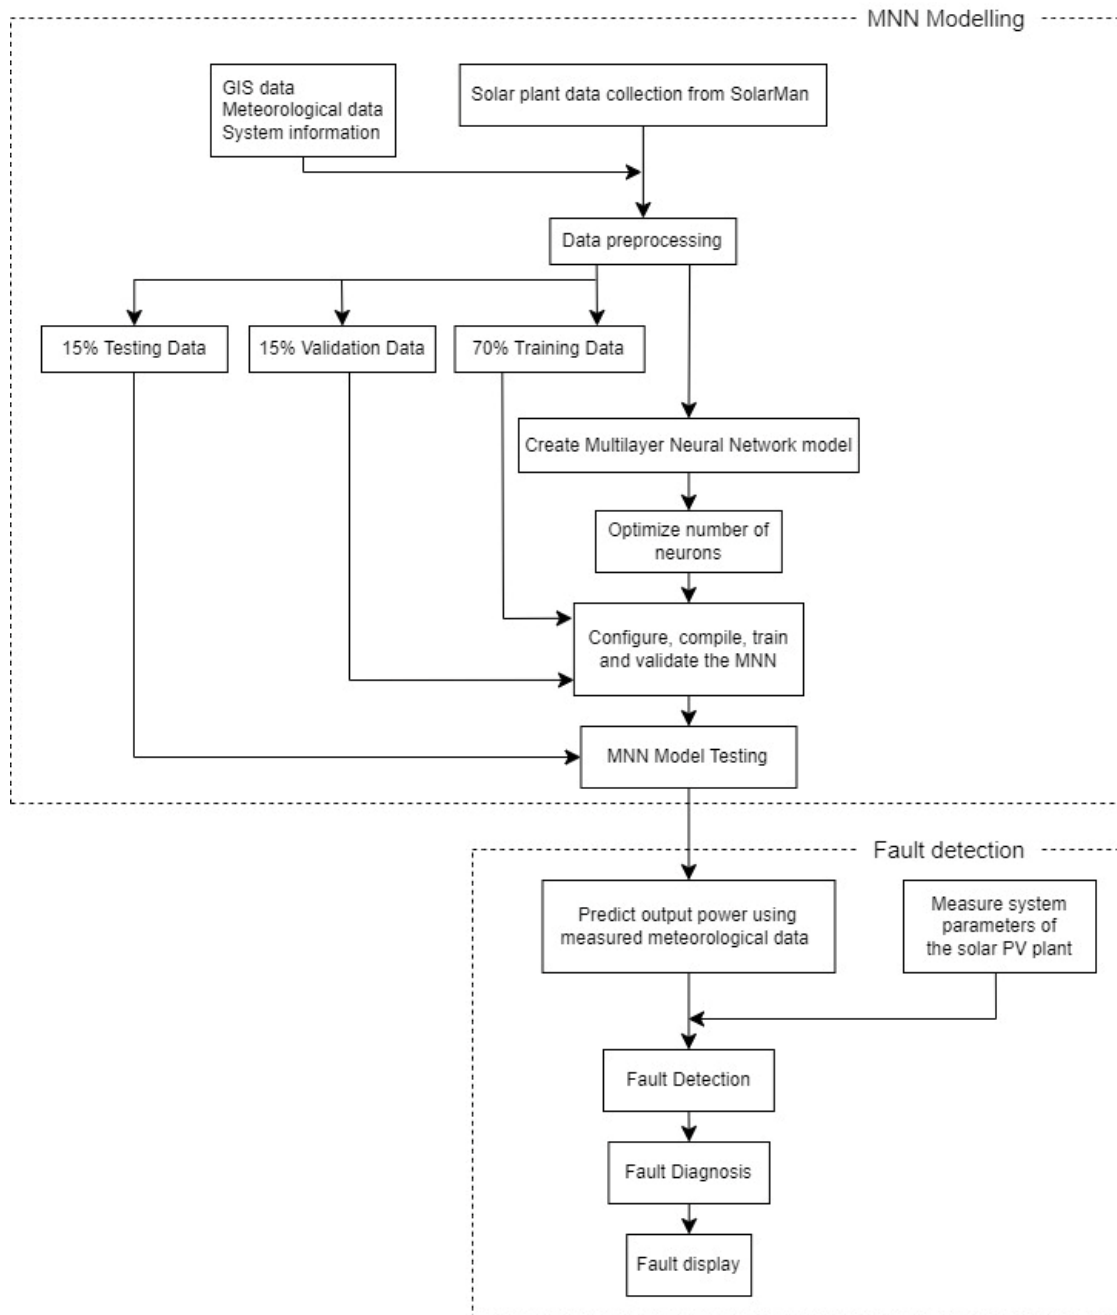 MNN Modelling
GIS data
Meteorological data
System information
Solar plant data collection from SolarMan
Data preprocessing
15% Testing Data
15% Validation Data
70% Training Data
Create Multilayer Neural Network model
Optimize number of
neurons
Configure, compile, train
and validate the MNN
MNN Model Testing
Fault detection
Predict output power using
measured meteorological data
Measure system
parameters of
the solar PV plant
Fault Detection
Fault Diagnosis
Fault display